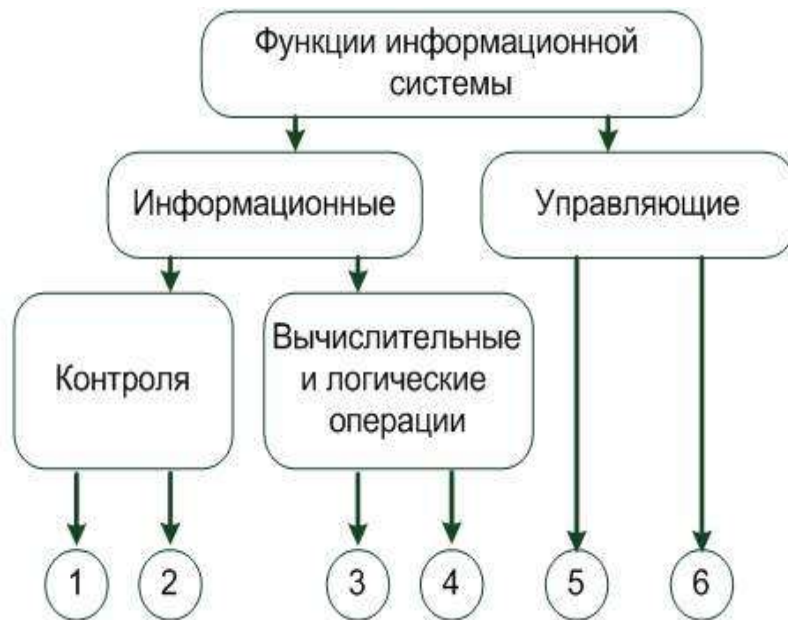 Функции информационной
системы
Информационные
Управляющие
Контроля
Вычислительные
и логические
операции
1
2
3
4
5
6